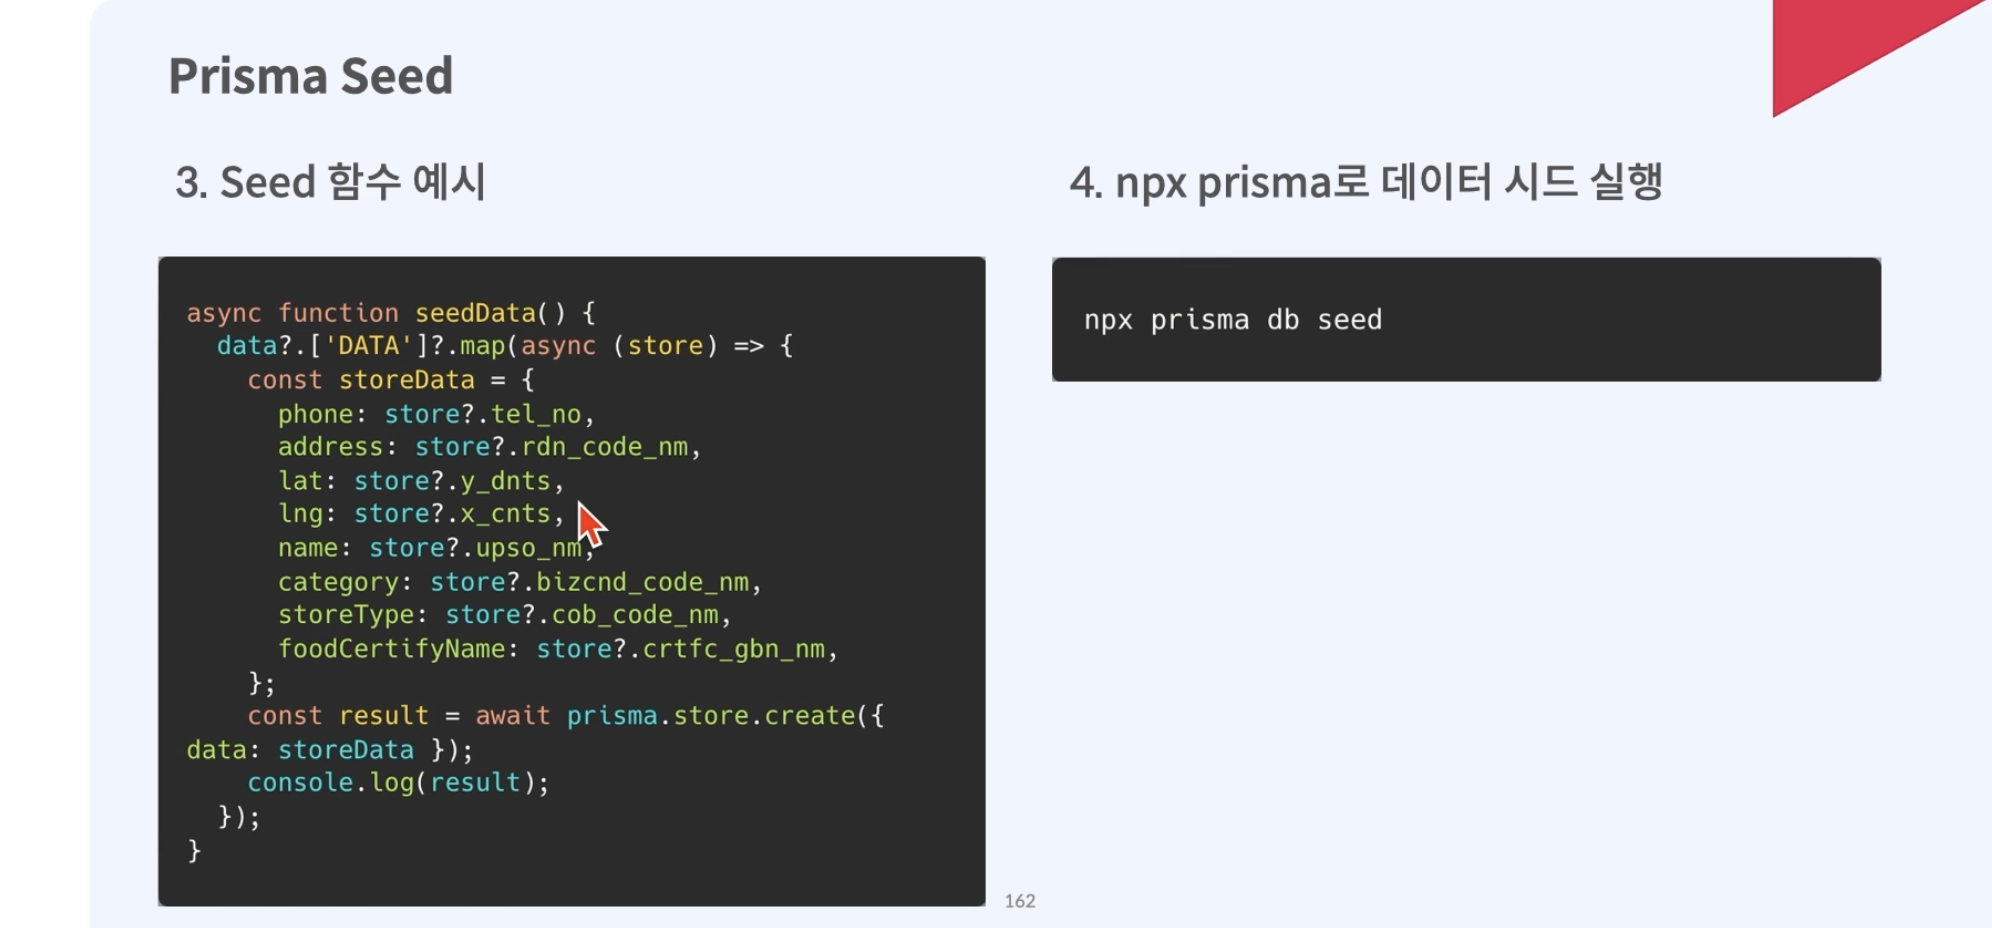 Prisma Seed
3. Seed 함수 예시
async function seedData() {
  data?.['DATA']?.map(async (store) => {
    const storeData = {
      phone: store?.tel_no,
      address: store?.rdn_code_nm,
      lat: store?.y_dnts,
      lng: store?.x_cnts,
      name: store?.upso_nm,
      category: store?.bizcnd_code_nm,
      storeType: store?.cob_code_nm,
      foodCertifyName: store?.crtfc_gbn_nm,
    };
    const result = await prisma.store.create({
data: storeData });
    console.log(result);
  });
}
4. npx prisma로 데이터 시드 실행
npx prisma db seed
162